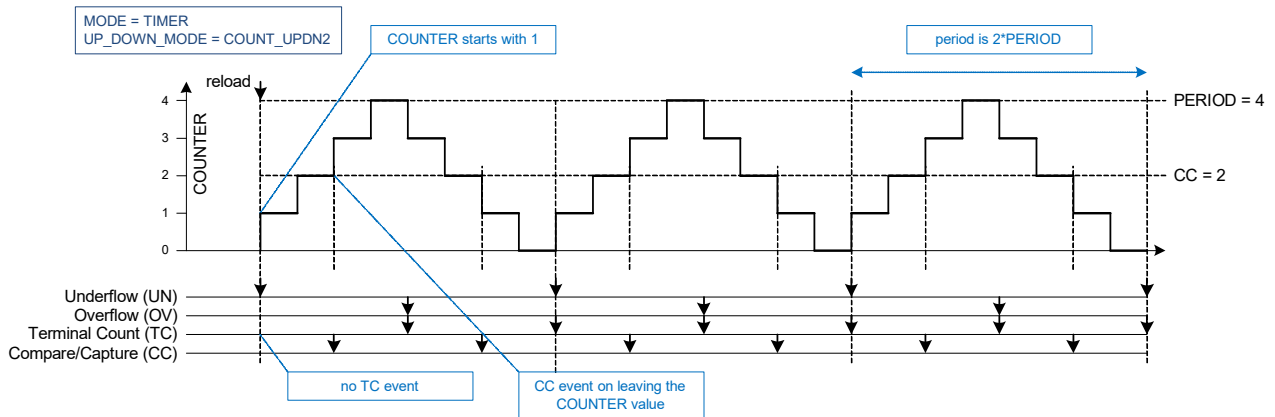 MODE = TIMER
UP_DOWN_MODE = COUNT_UPDN2
COUNTER starts with 1
period is 2*PERIOD
reload
4
PERIOD = 4
3
COUNTER
2
CC = 2
1
0
Underflow (UN)
Overflow (OV)
Terminal Count (TC)
Compare/Capture (CC)
no TC event
CC event on leaving the
COUNTER value